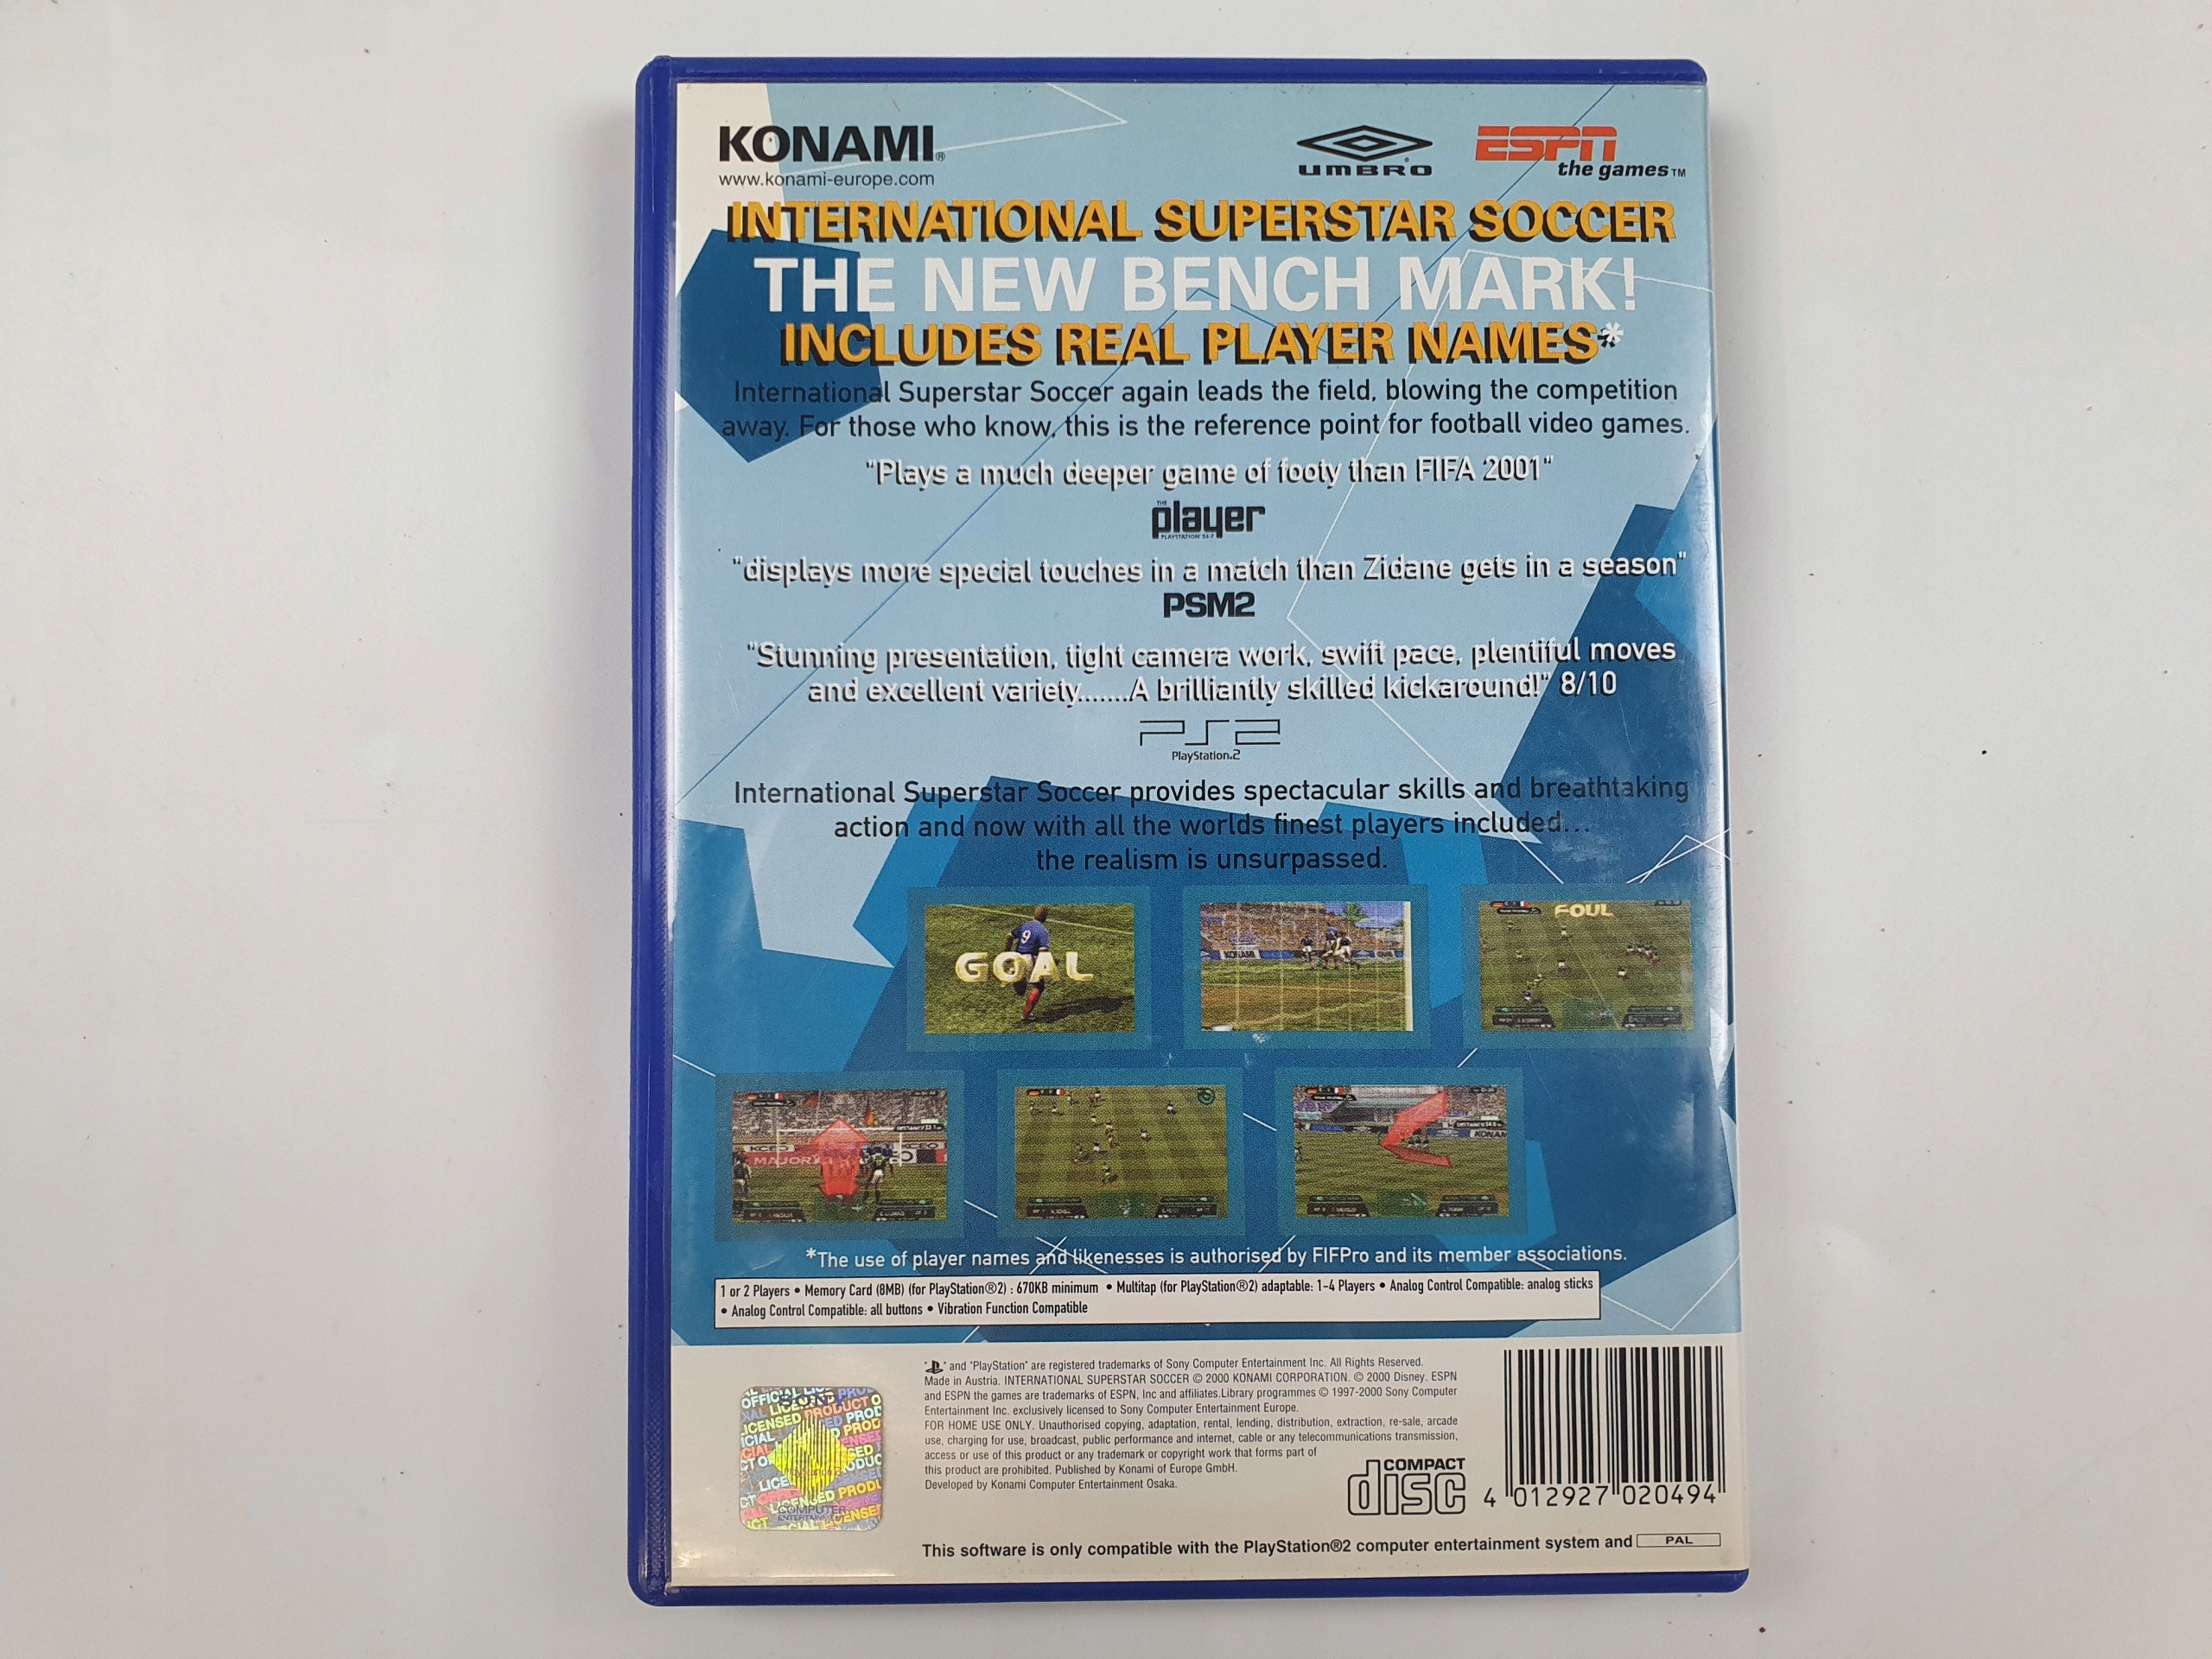 KONAMI®
www.konami-europe.com
UMBRO®
ESPN
the games™
INTERNATIONAL SUPERSTAR SOCCER
THE NEW BENCH MARK!
INCLUDES REAL PLAYER NAMES*
International Superstar Soccer again leads the field, blowing the competition
away. For those who know, this is the reference point for football video games.
"Plays a much deeper game of footy than FIFA 2001"
THE
player
PLAYSTATION 24-7
"displays more special touches in a match than Zidane gets in a season"
PSM2
"Stunning presentation, tight camera work, swift pace, plentiful moves
and excellent variety.......A brilliantly skilled kickaround!" 8/10
PS2
PlayStation.2
International Superstar Soccer provides spectacular skills and breathtaking
action and now with all the worlds finest players included...
the realism is unsurpassed.
9
GOAL
KONAMI
FOUL
KCEO
MAJOR
KONAMI
*The use of player names and likenesses is authorised by FIFPro and its member associations.
1 or 2 Players • Memory Card (8MB) (for PlayStation®2) : 670KB minimum • Multitap (for PlayStation®2) adaptable: 1-4 Players • Analog Control Compatible: analog sticks
• Analog Control Compatible: all buttons • Vibration Function Compatible
" " and "PlayStation" are registered trademarks of Sony Computer Entertainment Inc. All Rights Reserved.
Made in Austria. INTERNATIONAL SUPERSTAR SOCCER © 2000 KONAMI CORPORATION. © 2000 Disney. ESPN
and ESPN the games are trademarks of ESPN, Inc and affiliates.Library programmes © 1997-2000 Sony Computer
Entertainment Inc. exclusively licensed to Sony Computer Entertainment Europe.
FOR HOME USE ONLY. Unauthorised copying, adaptation, rental, lending, distribution, extraction, re-sale, arcade
use, charging for use, broadcast, public performance and internet, cable or any telecommunications transmission,
access or use of this product or any trademark or copyright work that forms part of
this product are prohibited. Published by Konami of Europe GmbH.
Developed by Konami Computer Entertainment Osaka.
SONY
OFFICIAL LICENSED PRODUCT
COMPUTER
ENTERTAINMENT
COMPACT
disc
4 012927 020494
This software is only compatible with the PlayStation®2 computer entertainment system and PAL